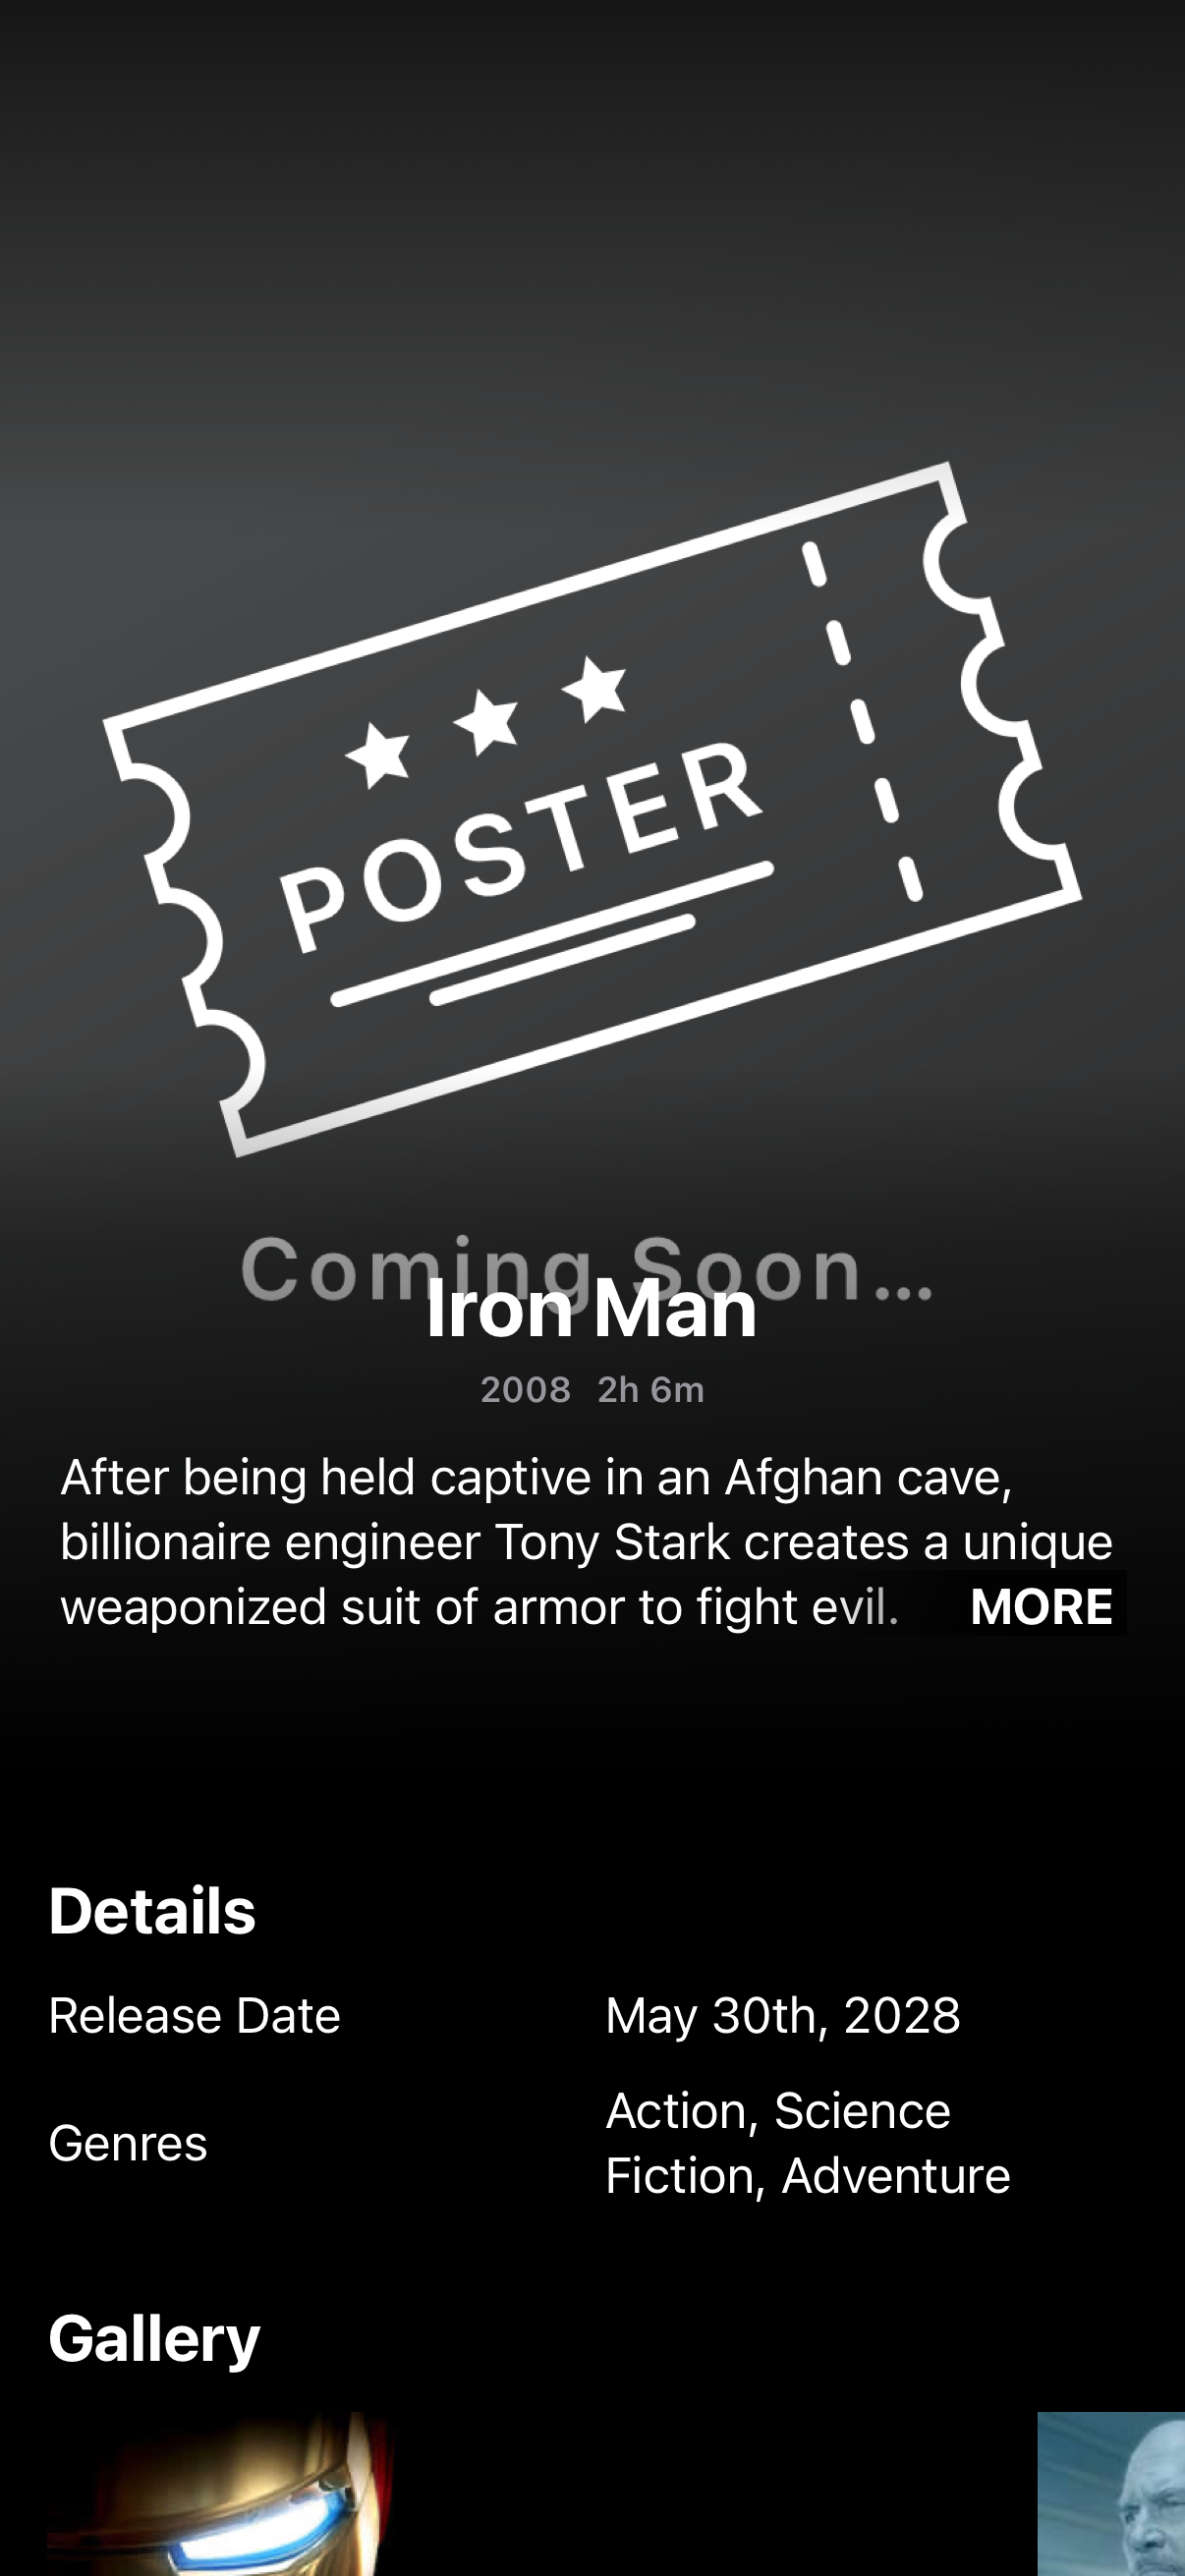 POSTER
Coming Soon...
Iron Man
2008 2h 6m
After being held captive in an Afghan cave,
billionaire engineer Tony Stark creates a unique
weaponized suit of armor to fight evil. MORE
Details
Release Date May 30th, 2028
Genres Action, Science
Fiction, Adventure
Gallery